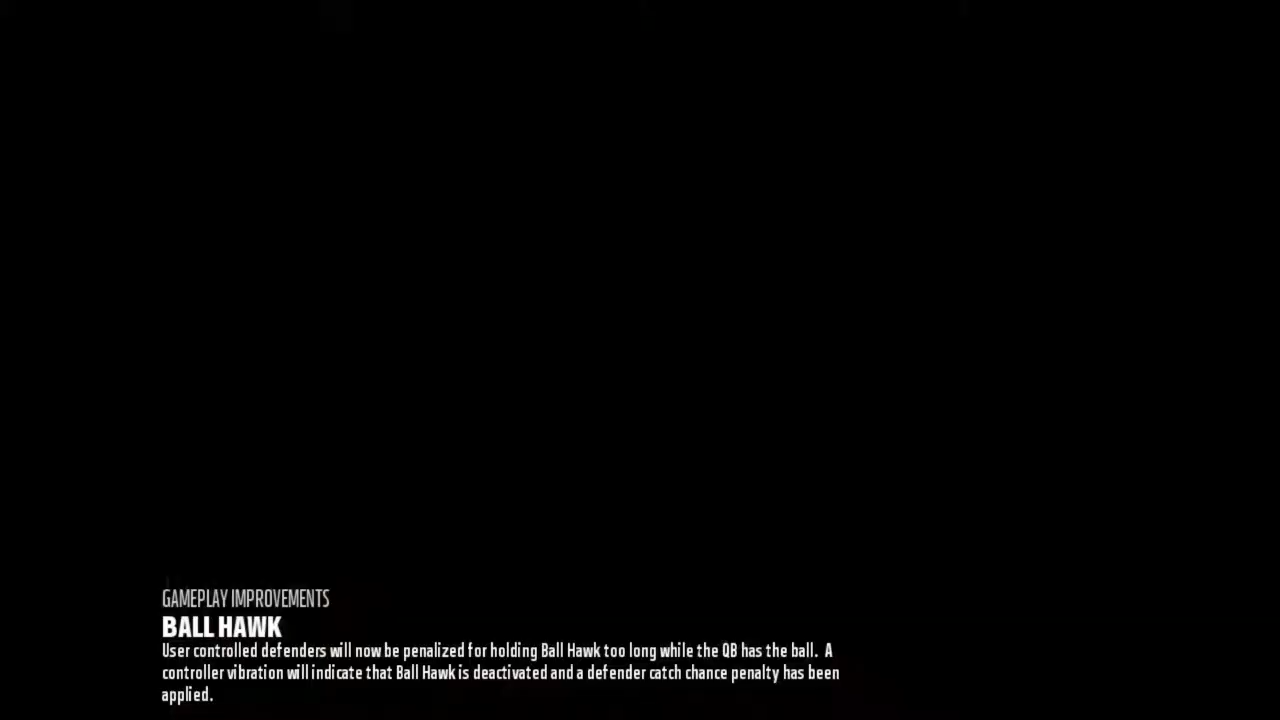 GAMEPLAY IMPROVEMENTS
BALL HAWK
User controlled defenders will now be penalized for holding Ball Hawk too long while the QB has the ball.  A
controller vibration will indicate that Ball Hawk is deactivated and a defender catch chance penalty has been
applied.